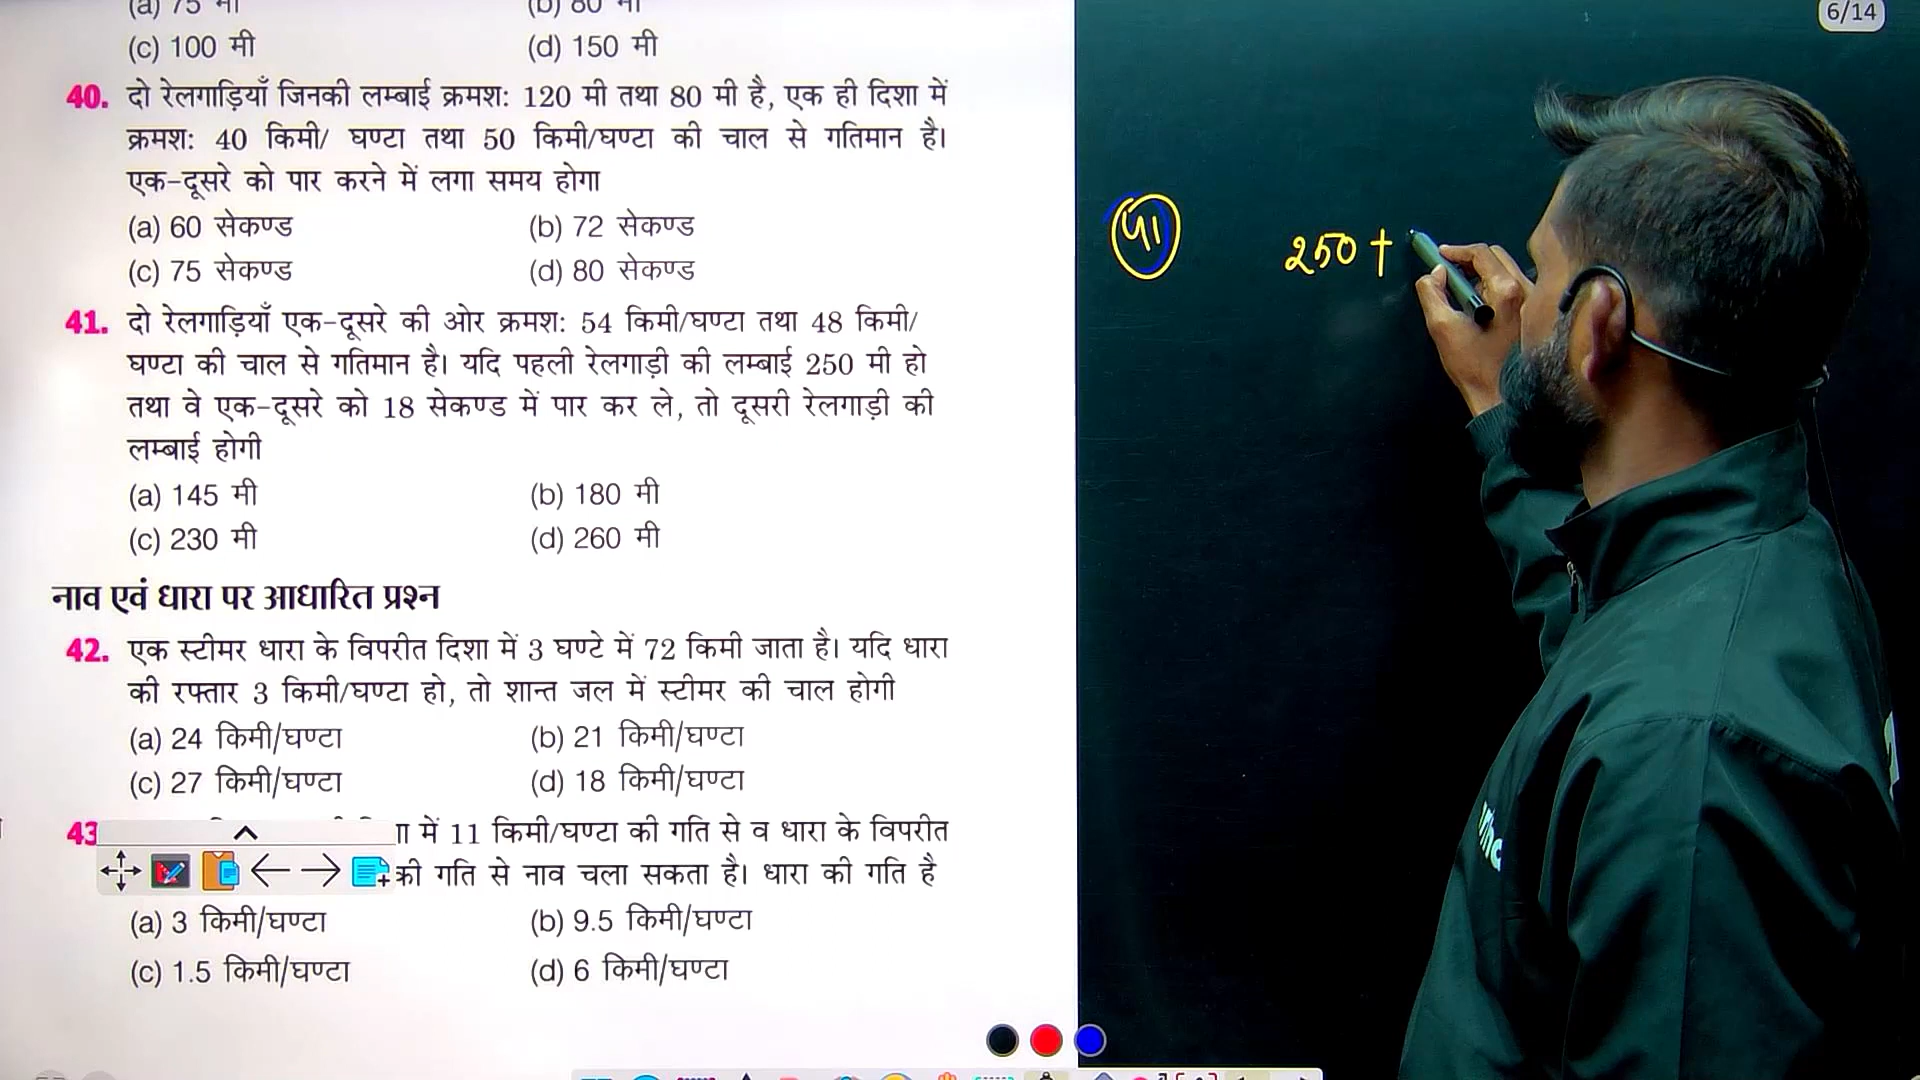 (a) 75 मी (b) 80 मी
(c) 100 मी (d) 150 मी
40. दो रेलगाड़ियाँ जिनकी लम्बाई क्रमश: 120 मी तथा 80 मी है, एक ही दिशा में
क्रमश: 40 किमी/ घण्टा तथा 50 किमी/घण्टा की चाल से गतिमान है।
एक-दूसरे को पार करने में लगा समय होगा
(a) 60 सेकण्ड (b) 72 सेकण्ड
(c) 75 सेकण्ड (d) 80 सेकण्ड
41. दो रेलगाड़ियाँ एक-दूसरे की ओर क्रमश: 54 किमी/घण्टा तथा 48 किमी/
घण्टा की चाल से गतिमान है। यदि पहली रेलगाड़ी की लम्बाई 250 मी हो
तथा वे एक-दूसरे को 18 सेकण्ड में पार कर ले, तो दूसरी रेलगाड़ी की
लम्बाई होगी
(a) 145 मी (b) 180 मी
(c) 230 मी (d) 260 मी
नाव एवं धारा पर आधारित प्रश्न
42. एक स्टीमर धारा के विपरीत दिशा में 3 घण्टे में 72 किमी जाता है। यदि धारा
की रफ्तार 3 किमी/घण्टा हो, तो शान्त जल में स्टीमर की चाल होगी
(a) 24 किमी/घण्टा (b) 21 किमी/घण्टा
(c) 27 किमी/घण्टा (d) 18 किमी/घण्टा
43 में 11 किमी/घण्टा की गति से व धारा के विपरीत
की गति से नाव चला सकता है। धारा की गति है
(a) 3 किमी/घण्टा (b) 9.5 किमी/घण्टा
(c) 1.5 किमी/घण्टा (d) 6 किमी/घण्टा
6/14
41
250 +